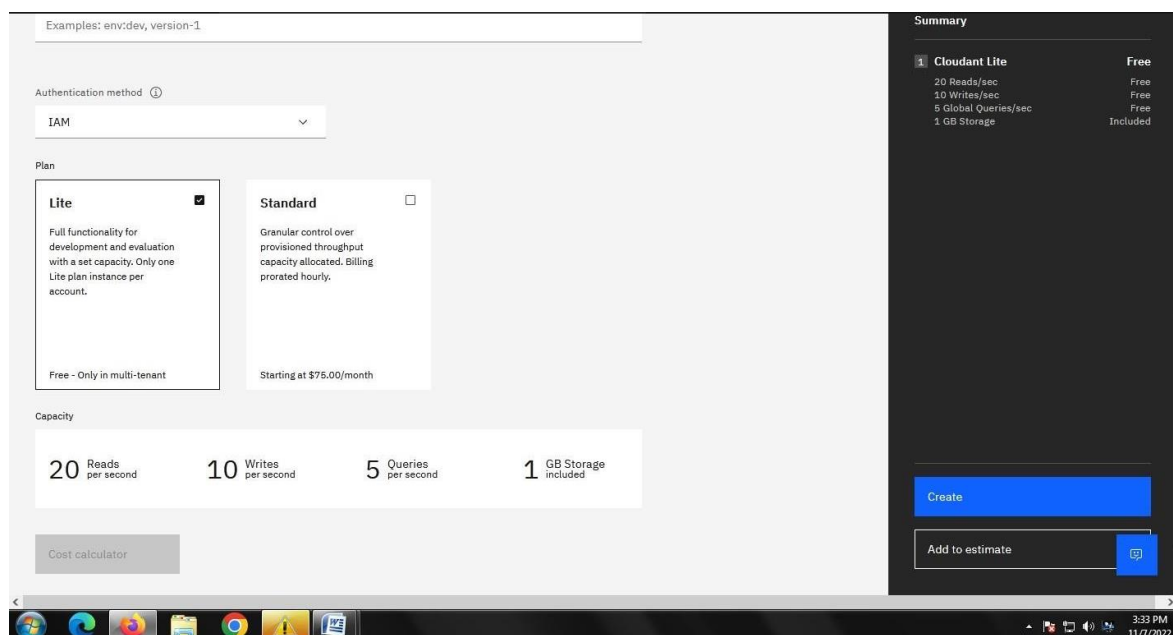 Examples: env:dev, version-1
Authentication method
IAM
Plan
Lite
Full functionality for
development and evaluation
with a set capacity. Only one
Lite plan instance per
account.
Free - Only in multi-tenant
Standard
Granular control over
provisioned throughput
capacity allocated. Billing
prorated hourly.
Starting at $75.00/month
Capacity
20 Reads per second
10 Writes per second
5 Queries per second
1 GB Storage included
Cost calculator
Summary
1 Cloudant Lite Free
20 Reads/sec Free
10 Writes/sec Free
5 Global Queries/sec Free
1 GB Storage Included
Create
Add to estimate
3:33 PM
11/7/2022